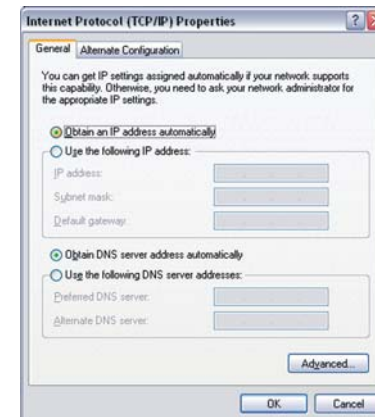 Internet Protocol (TCP/IP) Properties
General
Alternate Configuration
You can get IP settings assigned automatically if your network supports
this capability. Otherwise, you need to ask your network administrator for
the appropriate IP settings.
Obtain an IP address automatically
Use the following IP address:
IP address:
Subnet mask:
Default gateway:
Obtain DNS server address automatically
Use the following DNS server addresses:
Preferred DNS server:
Alternate DNS server:
Advanced...
OK
Cancel